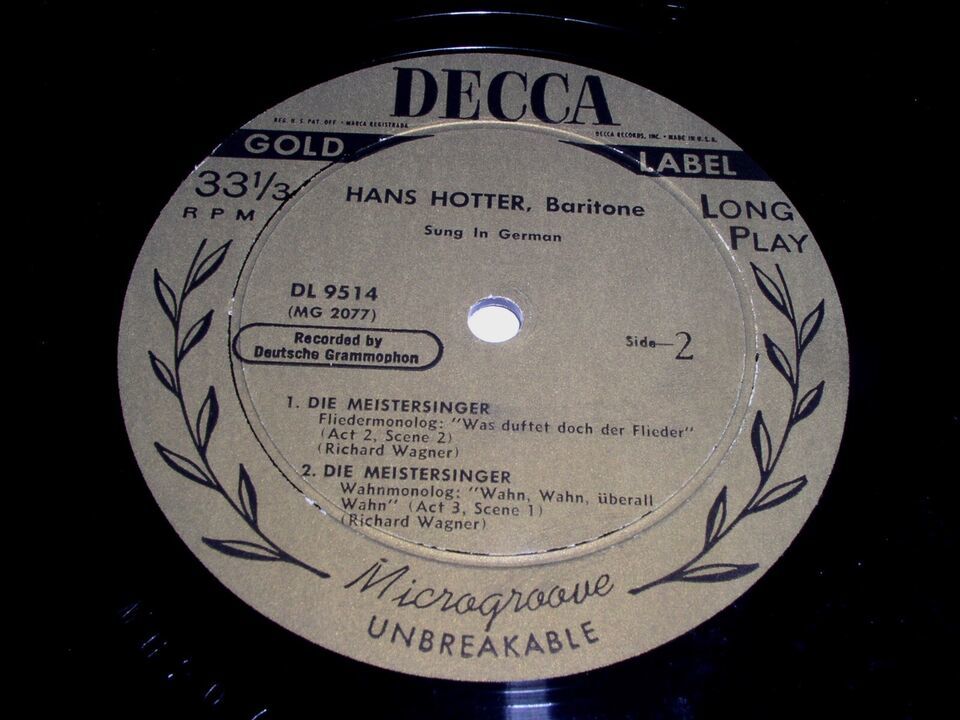 DECCA
REG. U. S. PAT. OFF. • MARCA REGISTRADA
DECCA RECORDS, INC. • MADE IN U.S.A.
GOLD LABEL
33 1/3
RPM
LONG
PLAY
HANS HOTTER, Baritone
Sung In German
DL 9514
(MG 2077)
Recorded by
Deutsche Grammophon
Side—2
1. DIE MEISTERSINGER
Fliedermonolog: "Was duftet doch der Flieder"
(Act 2, Scene 2)
(Richard Wagner)
2. DIE MEISTERSINGER
Wahnmonolog: "Wahn, Wahn, überall
Wahn" (Act 3, Scene 1)
(Richard Wagner)
Microgroove
UNBREAKABLE